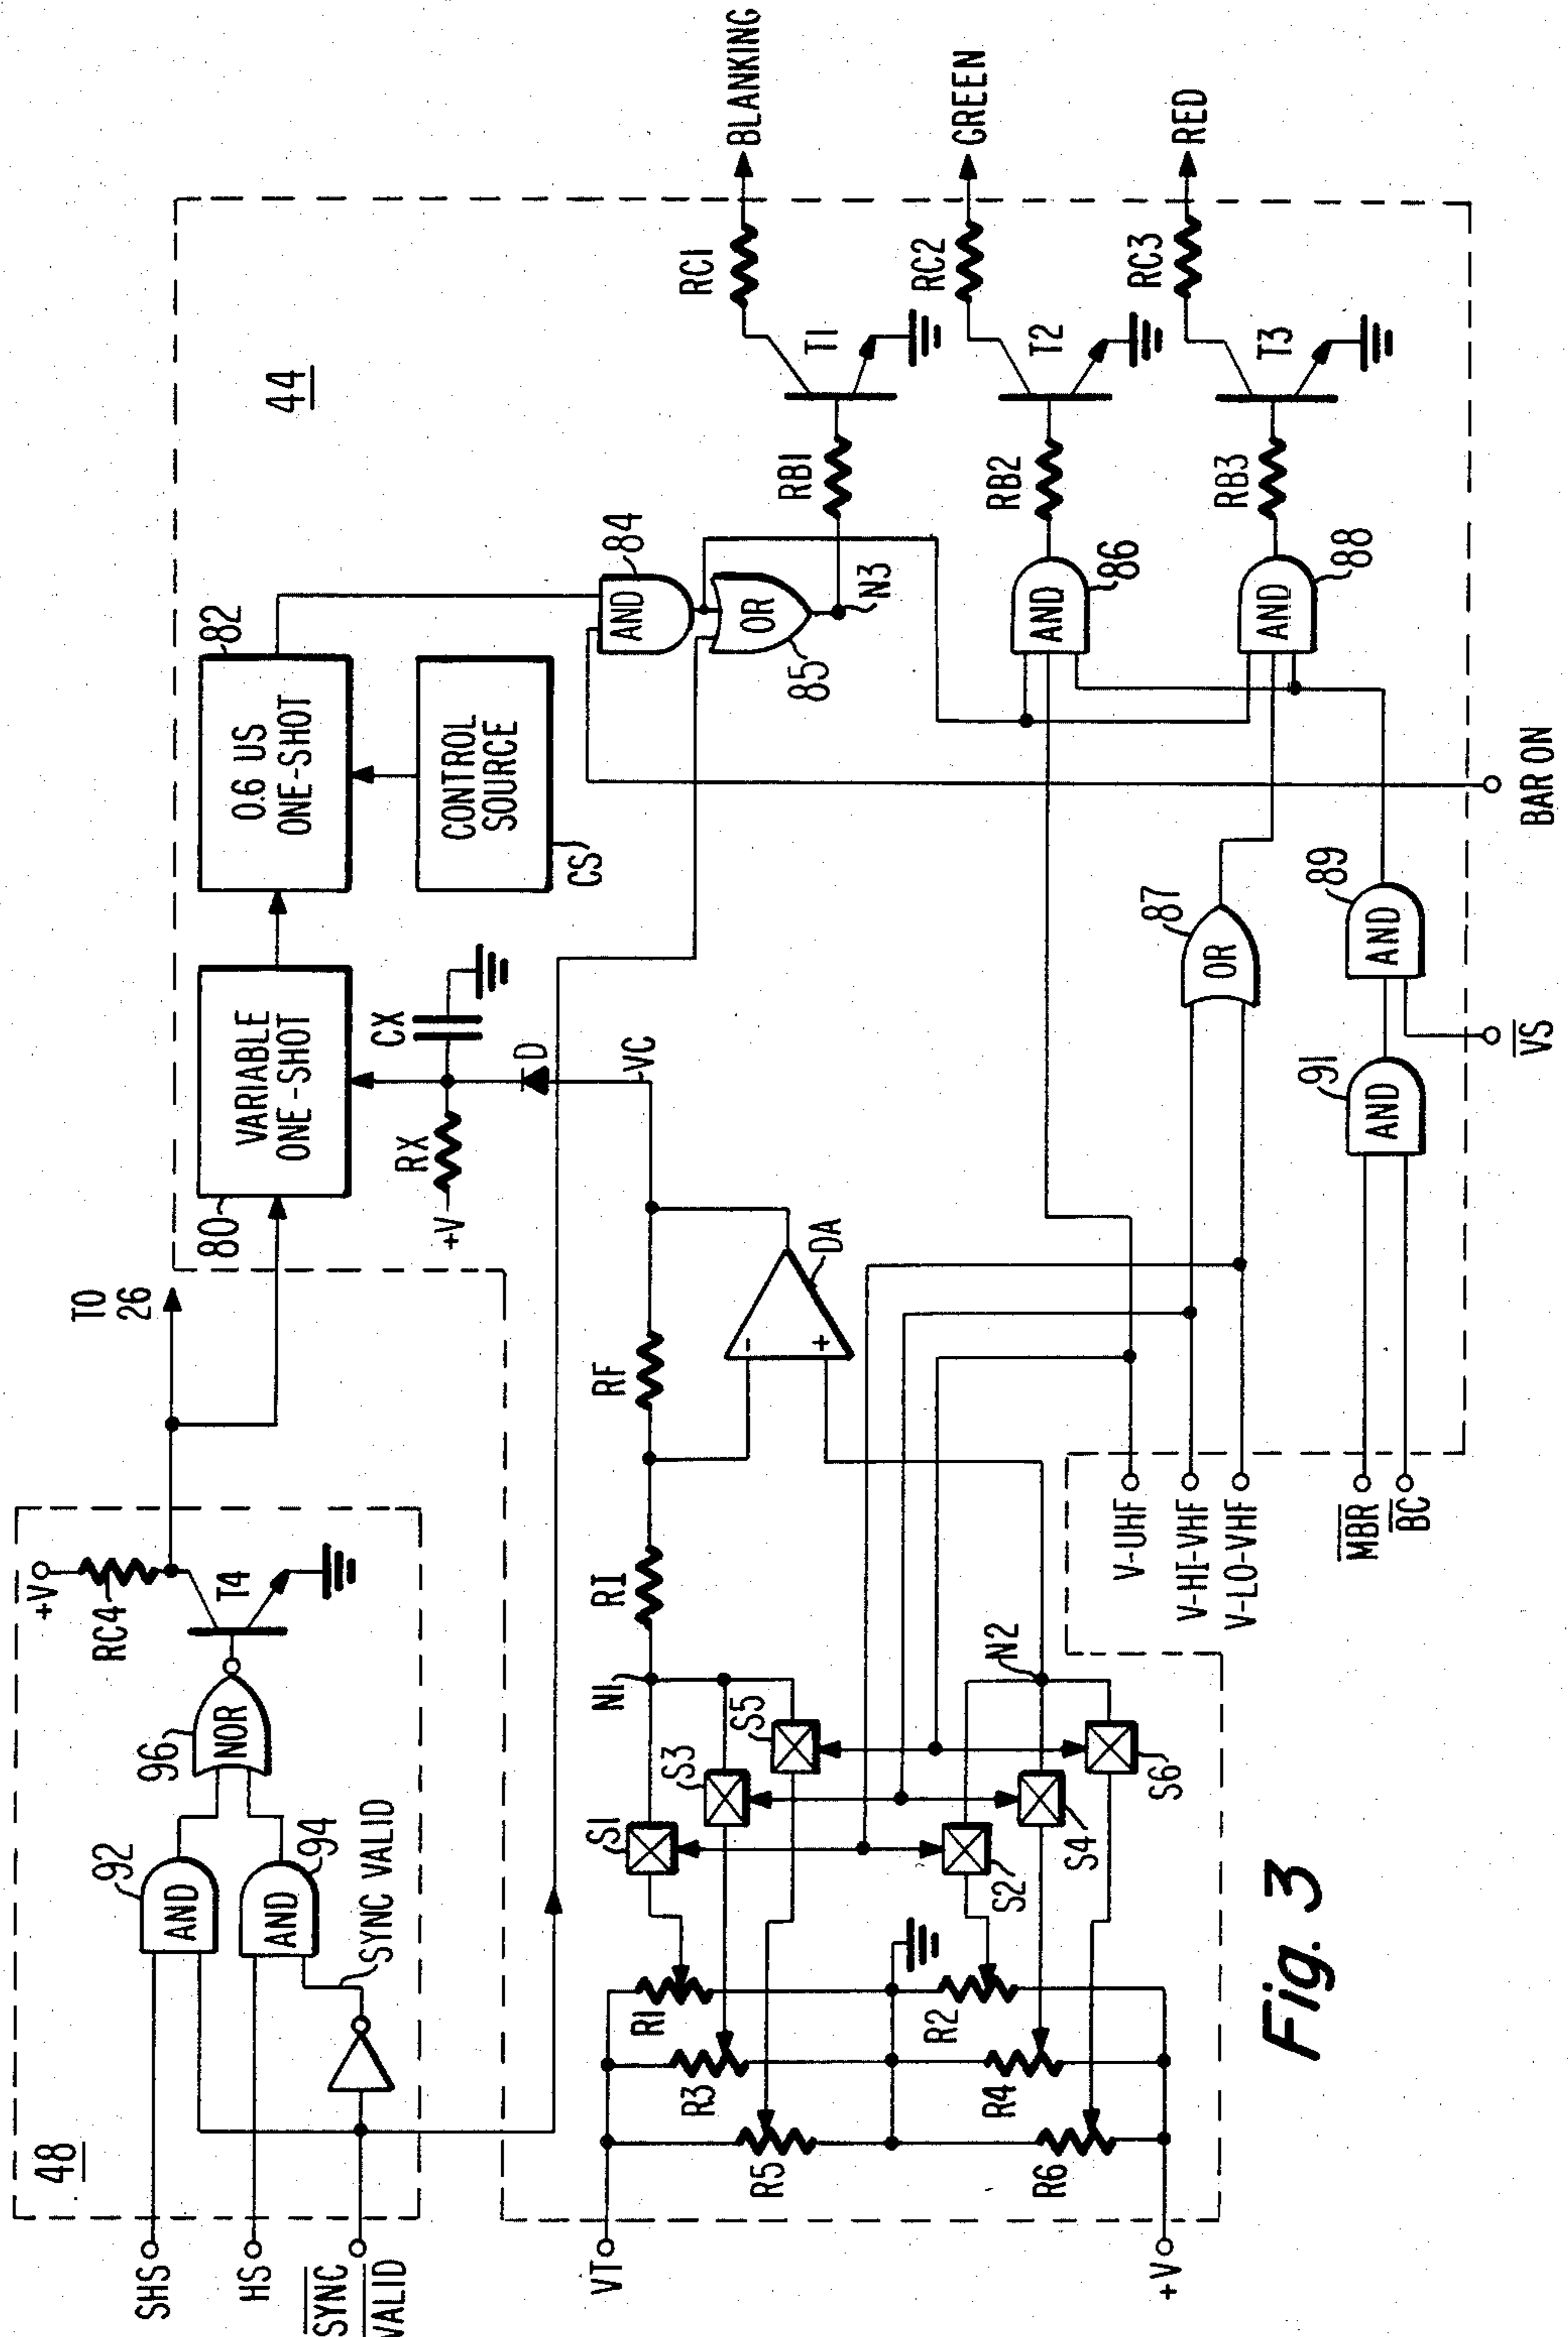 TO
26
BLANKING
GREEN
RED
44
48
SHS
HS
SYNC
VALID
92
AND
94
AND
SYNC VALID
96
NOR
+V
RC4
T4
80
VARIABLE
ONE-SHOT
82
0.6 US
ONE-SHOT
CONTROL
SOURCE
CS
+V
RX
CX
D
VC
84
AND
85
OR
N3
RB1
T1
RC1
86
AND
RB2
T2
RC2
88
AND
RB3
T3
RC3
VT
+V
R1
R3
R5
R2
R4
R6
S1
S3
S5
S2
S4
S6
N1
N2
RI
RF
-
+
DA
V-UHF
V-HI-VHF
V-LO-VHF
MBR
BC
87
OR
91
AND
89
AND
VS
BAR ON
Fig. 3